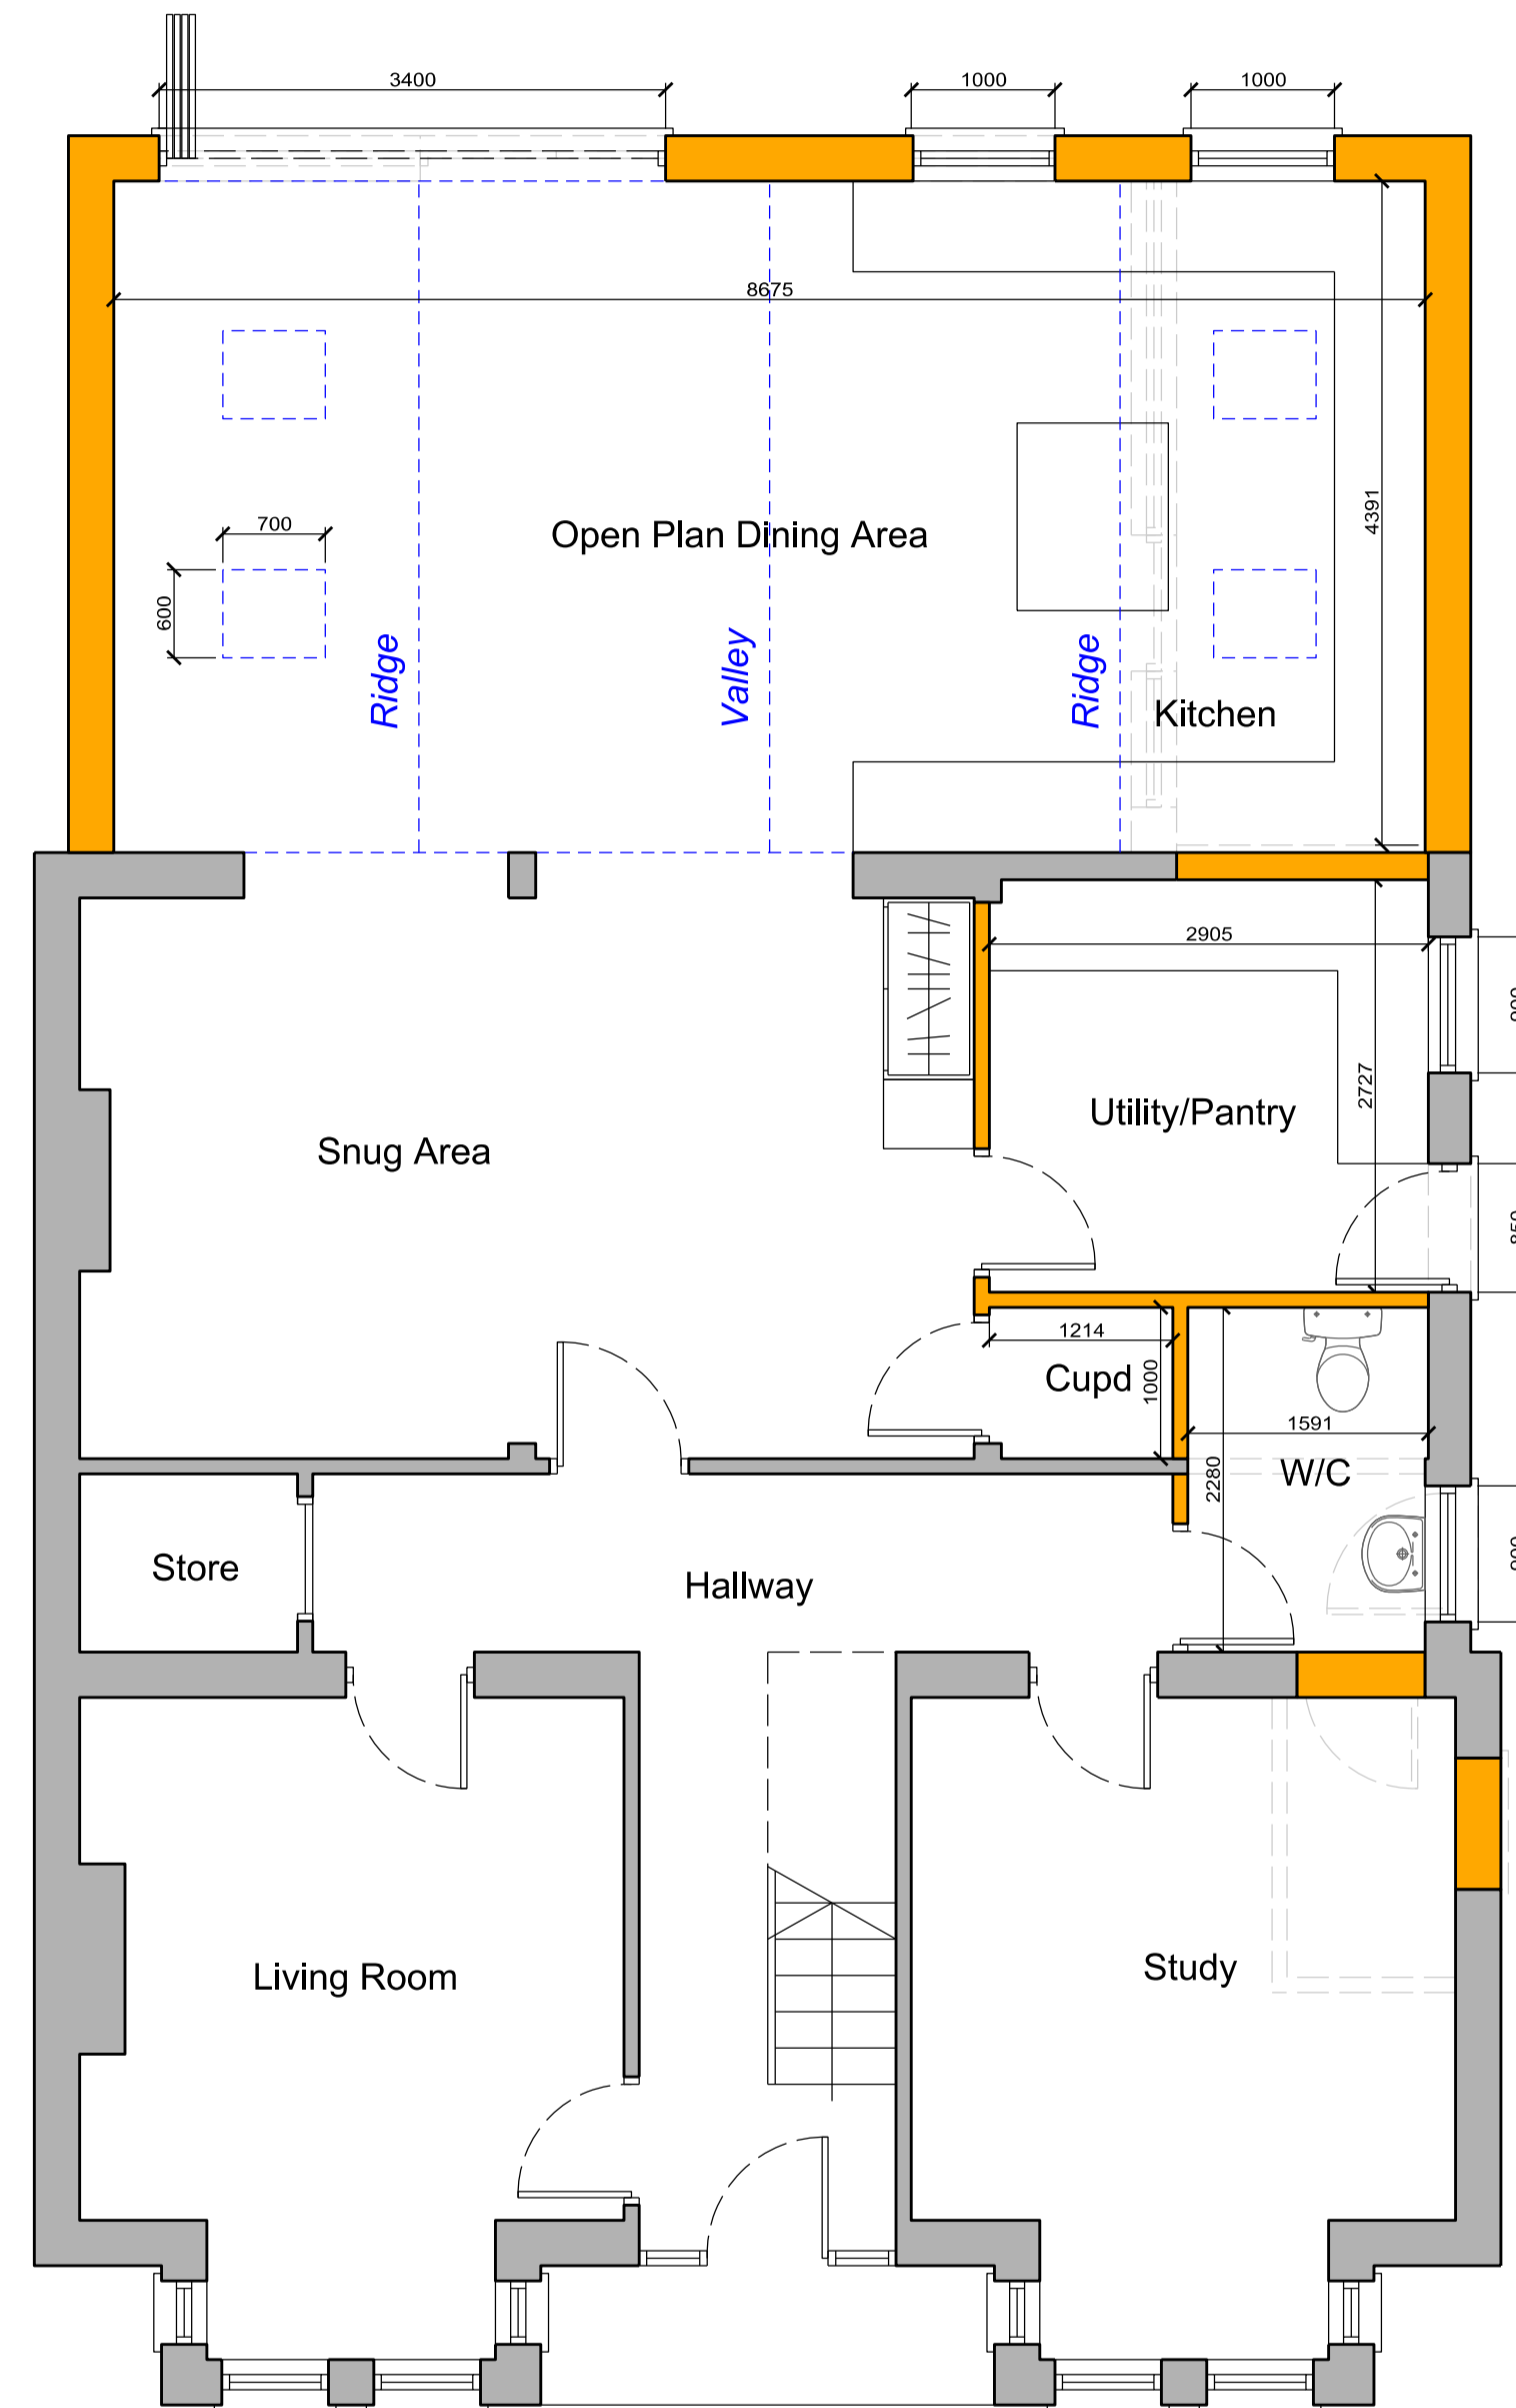 3400
1000
1000
8675
700
Open Plan Dining Area
4391
600
Ridge
Valley
Ridge
Kitchen
2905
2727
Utility/Pantry
Snug Area
1214
Cupd
1000
1591
2280
W/C
Store
Hallway
Living Room
Study